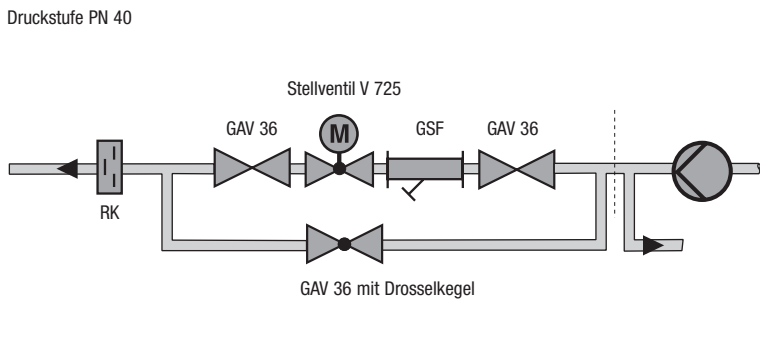 Druckstufe PN 40
Stellventil V 725
GAV 36
M
GSF
GAV 36
RK
GAV 36 mit Drosselkegel